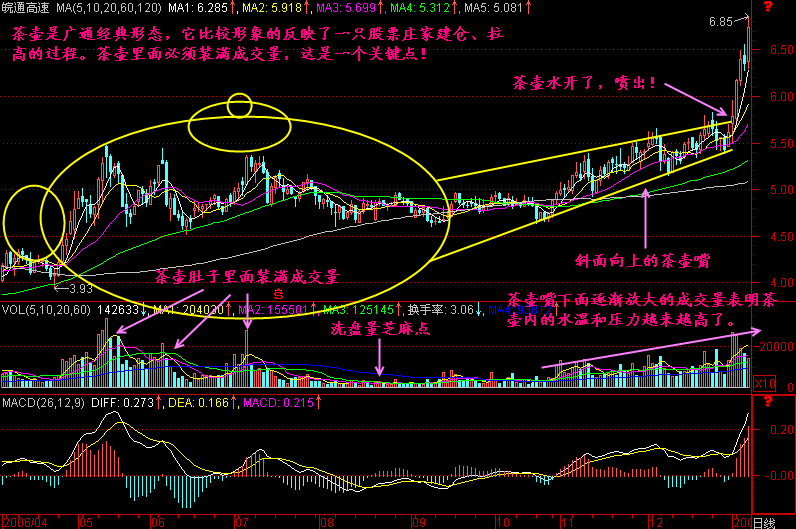 皖通高速 MA(5,10,20,60,120) MA1: 6.285↑, MA2: 5.918↑, MA3: 5.699↑, MA4: 5.312↑, MA5: 5.081↑ ?
6.85
茶壶是广通经典形态，它比较形象的反映了一只股票庄家建仓、拉
高的过程。茶壶里面必须装满成交量，这是一个关键点！
6.50
茶壶水开了，喷出！
6.00
5.50
5.00
4.50
斜面向上的茶壶嘴
茶壶肚子里面装满成交量
4.00
3.93
VOL(5,10,20,60) 142633↓, MA1: 204030↑, MA2: 155501↑, MA3: 125145↑, 换手率: 3.06↓,
茶壶嘴下面逐渐放大的成交量表明茶
壶内的水温和压力越来越高了。
洗盘量芝麻点
20000
0
X10
MACD(26,12,9) DIFF: 0.273↑, DEA: 0.166↑, MACD: 0.215↑ ?
0.20
-0.00
2006/04 05 06 07 08 09 10 11 12 200 日线